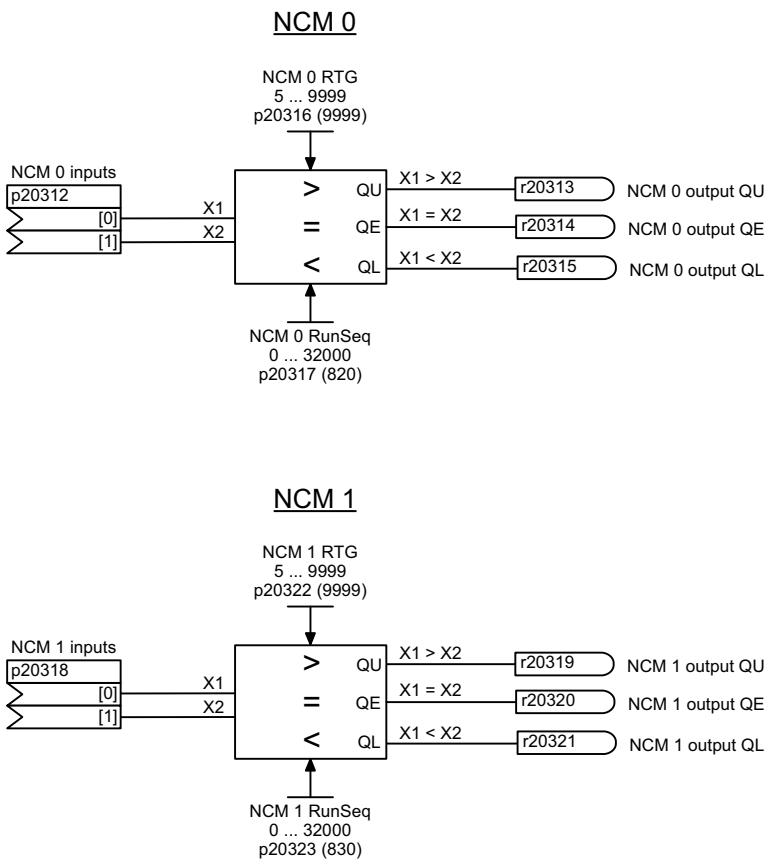 NCM 0
NCM 0 RTG
5 ... 9999
p20316 (9999)
NCM 0 inputs
p20312
[0]
[1]
X1
X2
>
=
<
QU
QE
QL
X1 > X2
X1 = X2
X1 < X2
r20313
r20314
r20315
NCM 0 output QU
NCM 0 output QE
NCM 0 output QL
NCM 0 RunSeq
0 ... 32000
p20317 (820)
NCM 1
NCM 1 RTG
5 ... 9999
p20322 (9999)
NCM 1 inputs
p20318
[0]
[1]
X1
X2
>
=
<
QU
QE
QL
X1 > X2
X1 = X2
X1 < X2
r20319
r20320
r20321
NCM 1 output QU
NCM 1 output QE
NCM 1 output QL
NCM 1 RunSeq
0 ... 32000
p20323 (830)